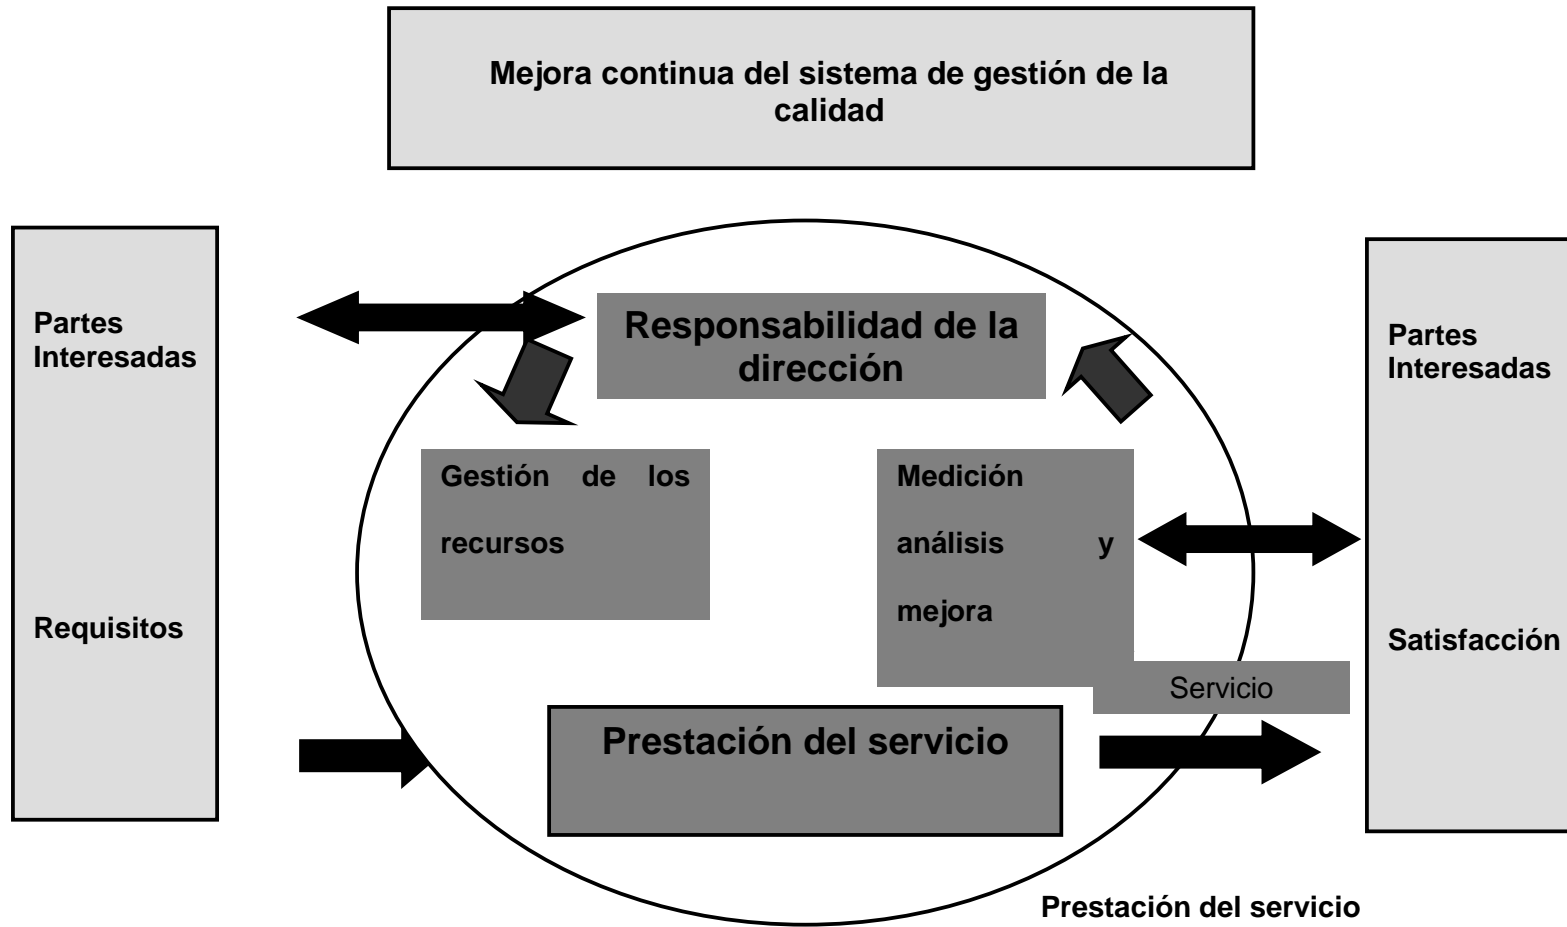 Mejora continua del sistema de gestión de la
calidad
Partes
Interesadas
Requisitos
Responsabilidad de la
dirección
Gestión de los
recursos
Medición
análisis y
mejora
Partes
Interesadas
Satisfacción
Servicio
Prestación del servicio
Prestación del servicio